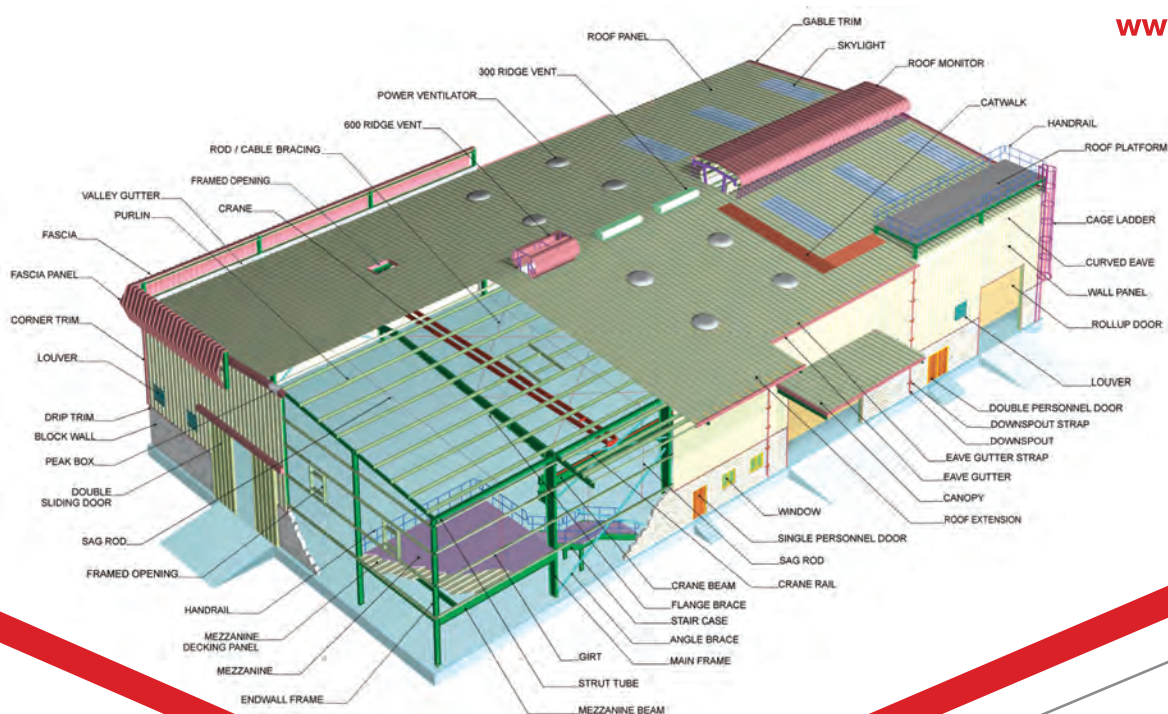 ww
GABLE TRIM
ROOF PANEL
SKYLIGHT
ROOF MONITOR
300 RIDGE VENT
CATWALK
POWER VENTILATOR
HANDRAIL
600 RIDGE VENT
ROOF PLATFORM
ROD / CABLE BRACING
FRAMED OPENING
VALLEY GUTTER
CRANE
PURLIN
CAGE LADDER
FASCIA
CURVED EAVE
FASCIA PANEL
WALL PANEL
CORNER TRIM
ROLLUP DOOR
LOUVER
LOUVER
DRIP TRIM
DOUBLE PERSONNEL DOOR
BLOCK WALL
DOWNSPOUT STRAP
DOWNSPOUT
PEAK BOX
EAVE GUTTER STRAP
EAVE GUTTER
DOUBLE
SLIDING DOOR
CANOPY
WINDOW
ROOF EXTENSION
SAG ROD
SINGLE PERSONNEL DOOR
SAG ROD
FRAMED OPENING
CRANE BEAM
CRANE RAIL
HANDRAIL
FLANGE BRACE
STAIR CASE
MEZZANINE
DECKING PANEL
ANGLE BRACE
GIRT
MAIN FRAME
MEZZANINE
STRUT TUBE
ENDWALL FRAME
MEZZANINE BEAM